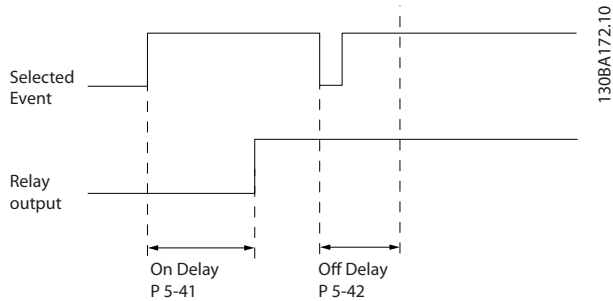 Selected
Event
Relay
output
On Delay
P 5-41
Off Delay
P 5-42
130BA172.10